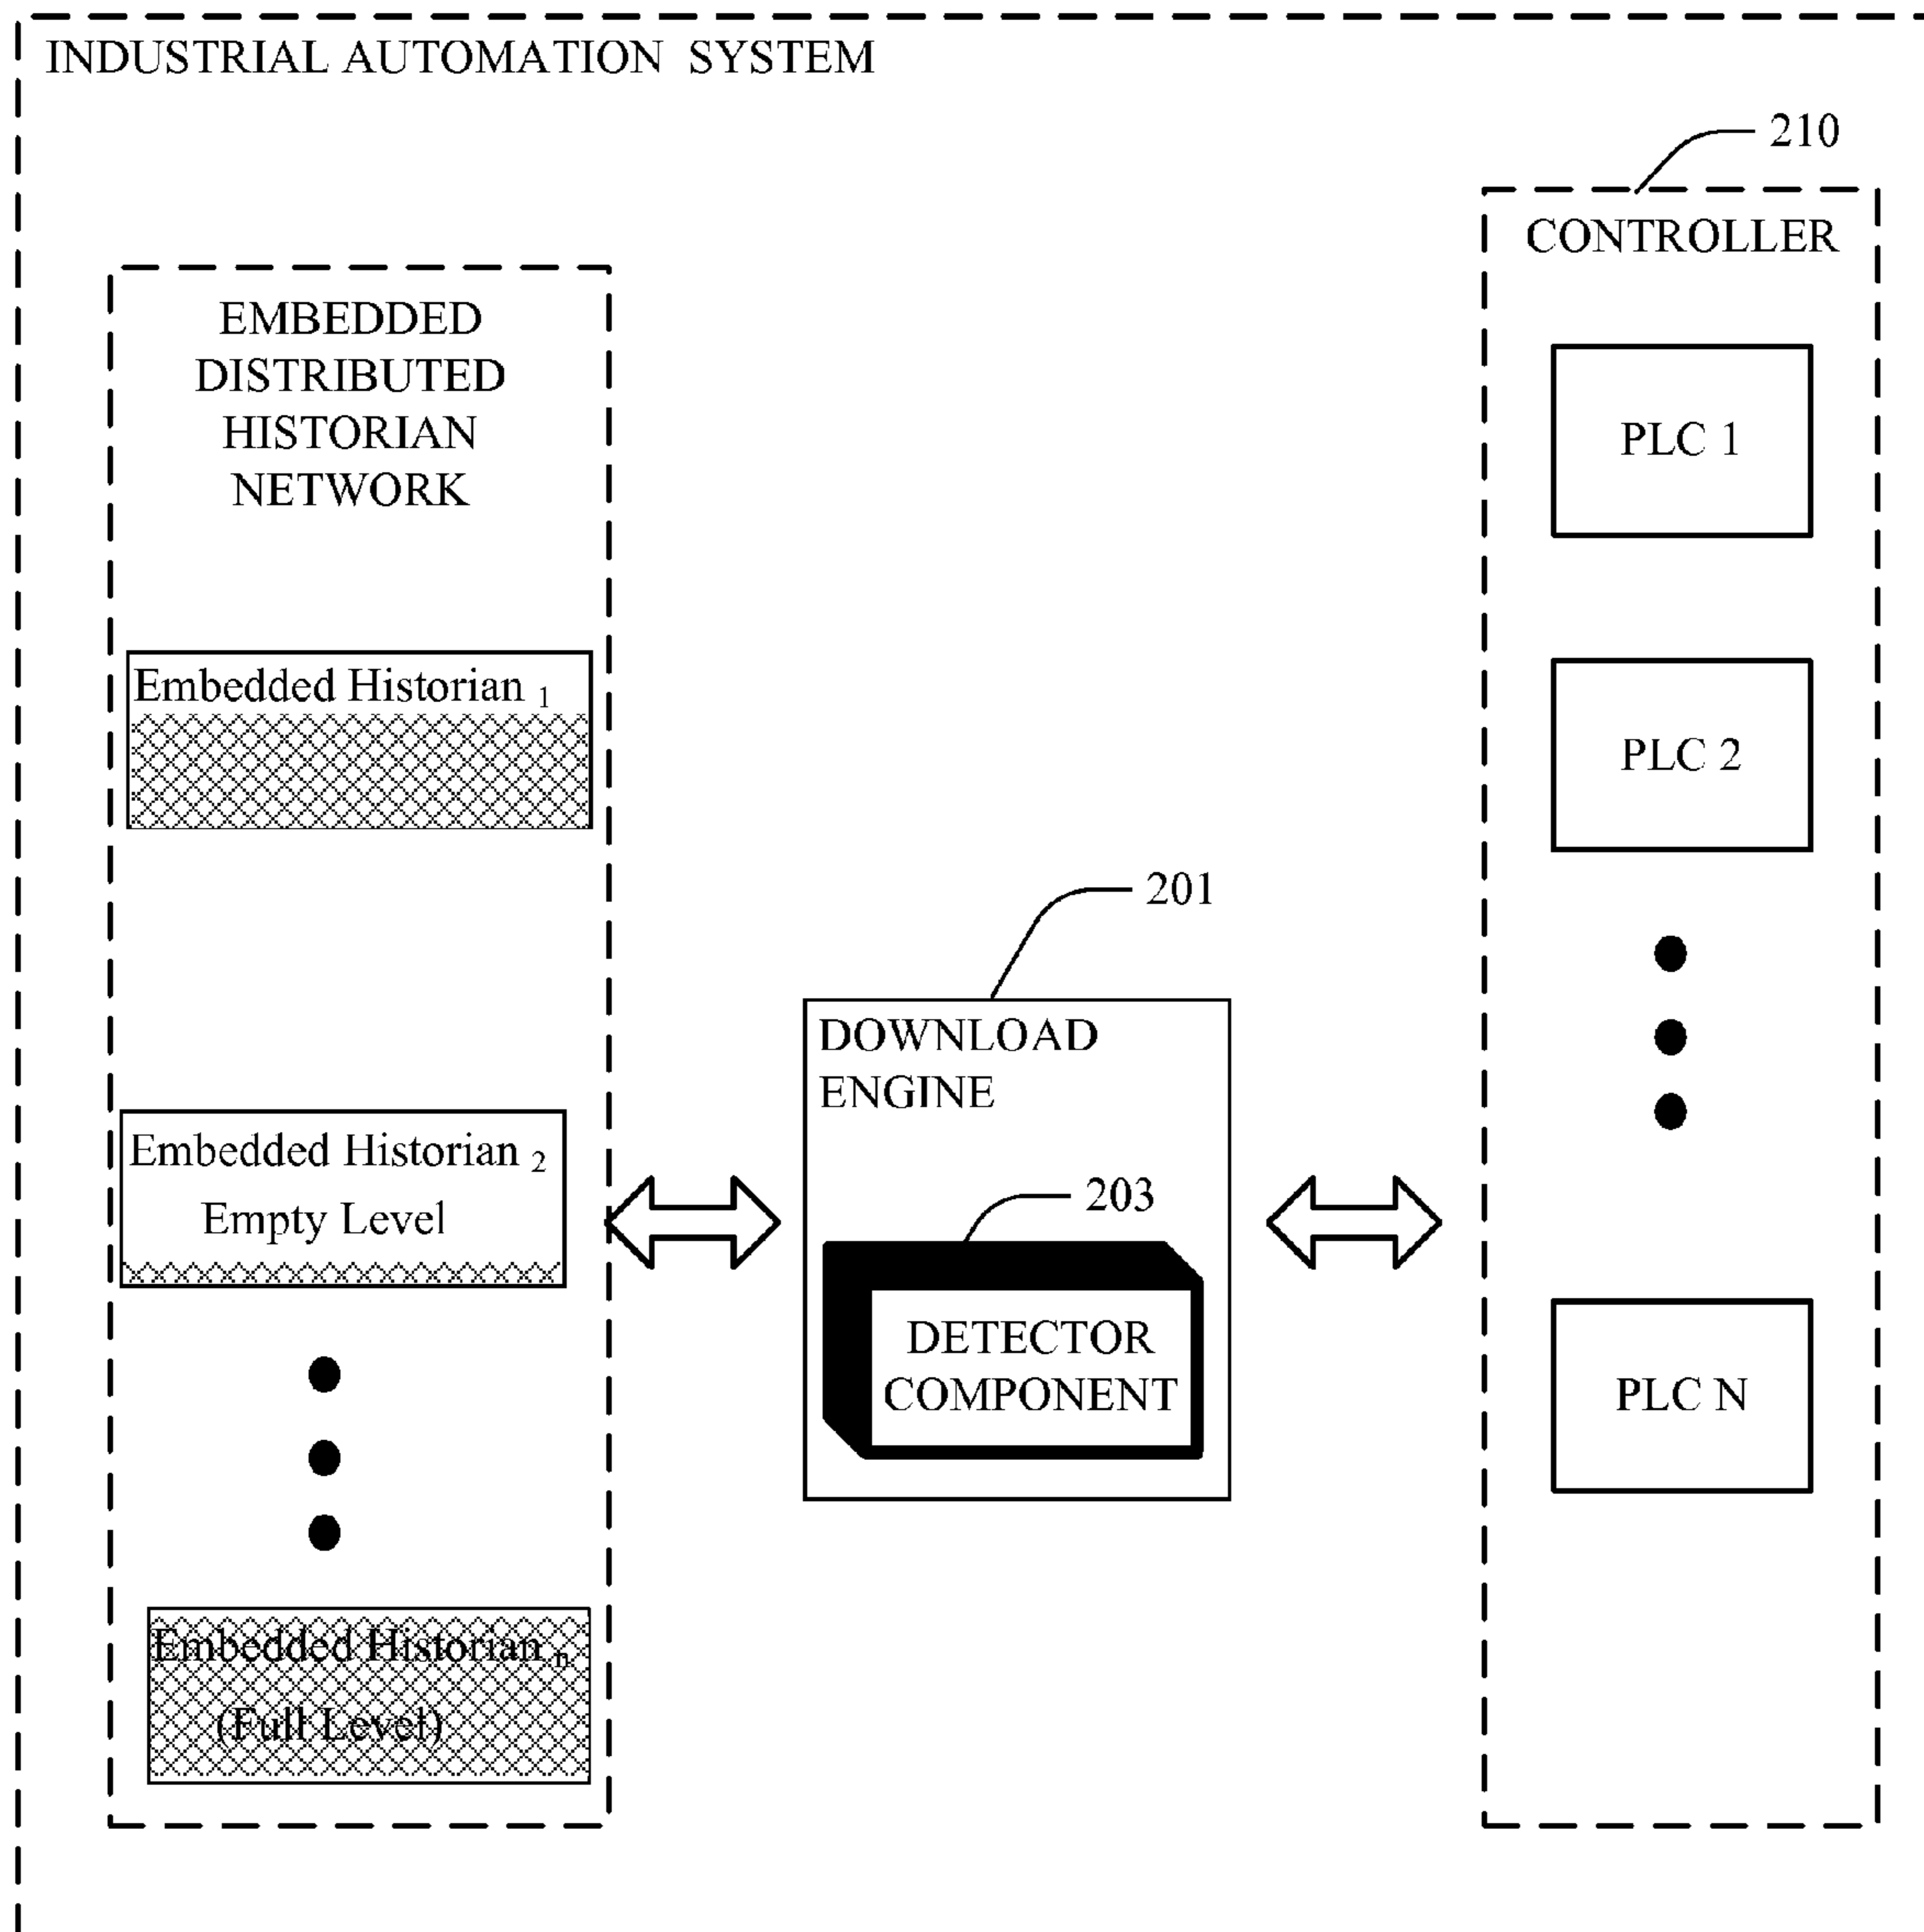 INDUSTRIAL AUTOMATION SYSTEM
210
CONTROLLER
EMBEDDED
DISTRIBUTED
HISTORIAN
NETWORK
PLC 1
Embedded Historian 1
PLC 2
201
DOWNLOAD
ENGINE
Embedded Historian 2
Empty Level
203
DETECTOR
COMPONENT
PLC N
Embedded Historian n
(Full Level)